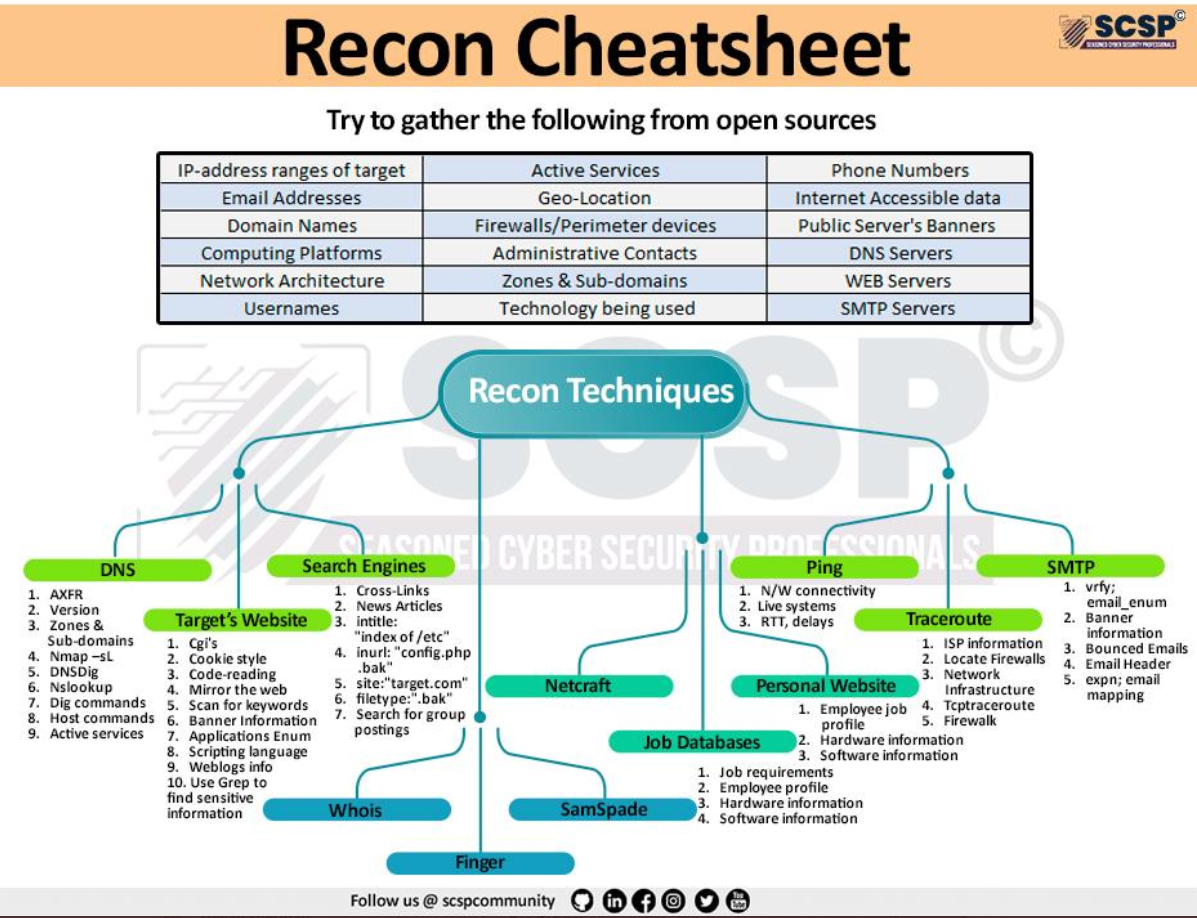 Recon Cheatsheet
SCSP©
SEASONED CYBER SECURITY PROFESSIONALS
Try to gather the following from open sources
IP-address ranges of target
Active Services
Phone Numbers
Email Addresses
Geo-Location
Internet Accessible data
Domain Names
Firewalls/Perimeter devices
Public Server's Banners
Computing Platforms
Administrative Contacts
DNS Servers
Network Architecture
Zones & Sub-domains
WEB Servers
Usernames
Technology being used
SMTP Servers
SCSP©
SEASONED CYBER SECURITY PROFESSIONALS
Recon Techniques
DNS
1. AXFR
2. Version
3. Zones &
Sub-domains
4. Nmap –sL
5. DNSDig
6. Nslookup
7. Dig commands
8. Host commands
9. Active services
Target's Website
1. Cgi's
2. Cookie style
3. Code-reading
4. Mirror the web
5. Scan for keywords
6. Banner Information
7. Applications Enum
8. Scripting language
9. Weblogs info
10. Use Grep to
find sensitive
information
Search Engines
1. Cross-Links
2. News Articles
3. intitle:
"index of /etc"
4. inurl: "config.php
.bak"
5. site:"target.com"
6. filetype:".bak"
7. Search for group
postings
Whois
Finger
SamSpade
Netcraft
Job Databases
1. Job requirements
2. Employee profile
3. Hardware information
4. Software information
Personal Website
1. Employee job
profile
2. Hardware information
3. Software information
Ping
1. N/W connectivity
2. Live systems
3. RTT, delays
Traceroute
1. ISP information
2. Locate Firewalls
3. Network
Infrastructure
4. Tcptraceroute
5. Firewalk
SMTP
1. vrfy;
email_enum
2. Banner
information
3. Bounced Emails
4. Email Header
5. expn; email
mapping
Follow us @ scspcommunity
You
Tube